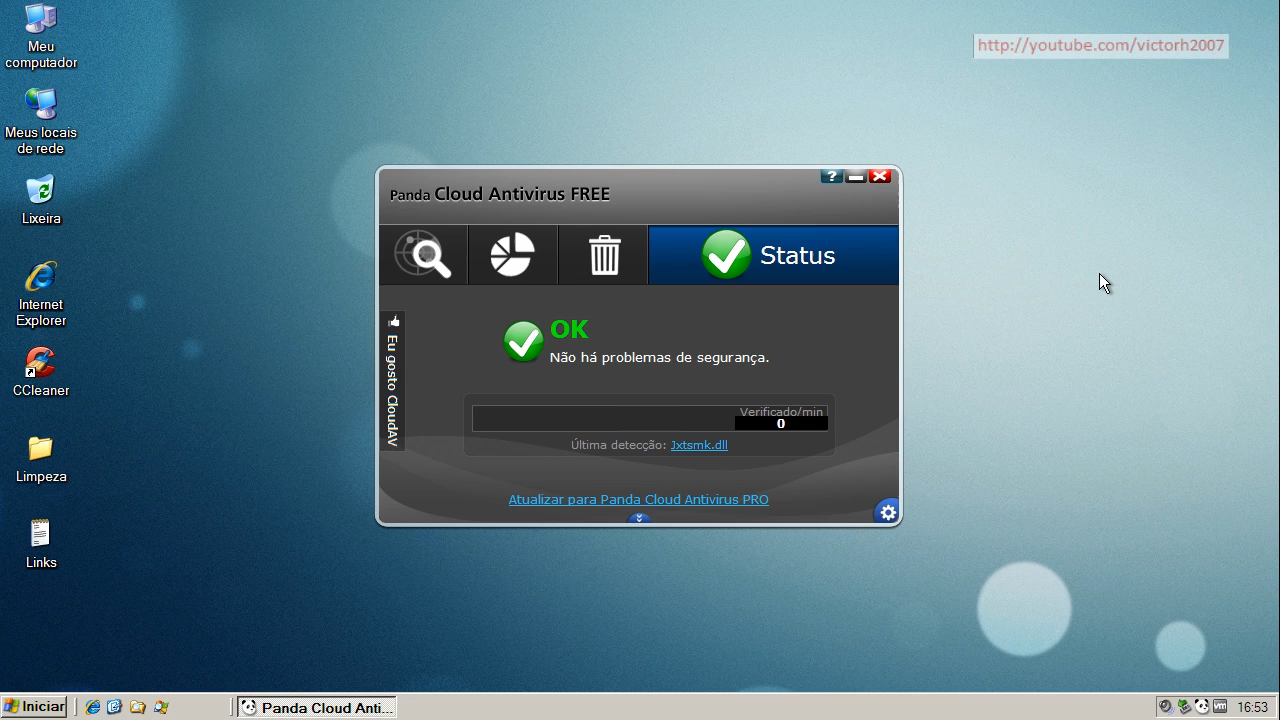 Meu
computador
Meus locais
de rede
Lixeira
Internet
Explorer
CCleaner
Limpeza
Links
http://youtube.com/victorh2007
Panda Cloud Antivirus FREE
?
Status
Eu gosto CloudAV
OK
Não há problemas de segurança.
Verificado/min
0
Última detecção: Jxtsmk.dll
Atualizar para Panda Cloud Antivirus PRO
Iniciar
Panda Cloud Anti...
vm
16:53